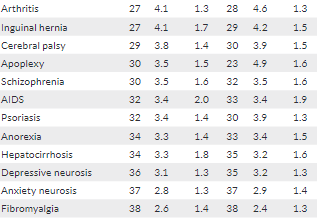 Arthritis 27 4.1 1.3 28 4.6 1.3
Inguinal hernia 27 4.1 1.7 29 4.2 1.5
Cerebral palsy 29 3.8 1.4 30 3.9 1.5
Apoplexy 30 3.5 1.5 23 4.9 1.6
Schizophrenia 30 3.5 1.6 32 3.5 1.6
AIDS 32 3.4 2.0 33 3.4 1.9
Psoriasis 32 3.4 1.4 30 3.9 1.3
Anorexia 34 3.3 1.4 33 3.4 1.5
Hepatocirrhosis 34 3.3 1.8 35 3.2 1.6
Depressive neurosis 36 3.1 1.3 35 3.2 1.3
Anxiety neurosis 37 2.8 1.3 37 2.9 1.4
Fibromyalgia 38 2.6 1.4 38 2.4 1.3